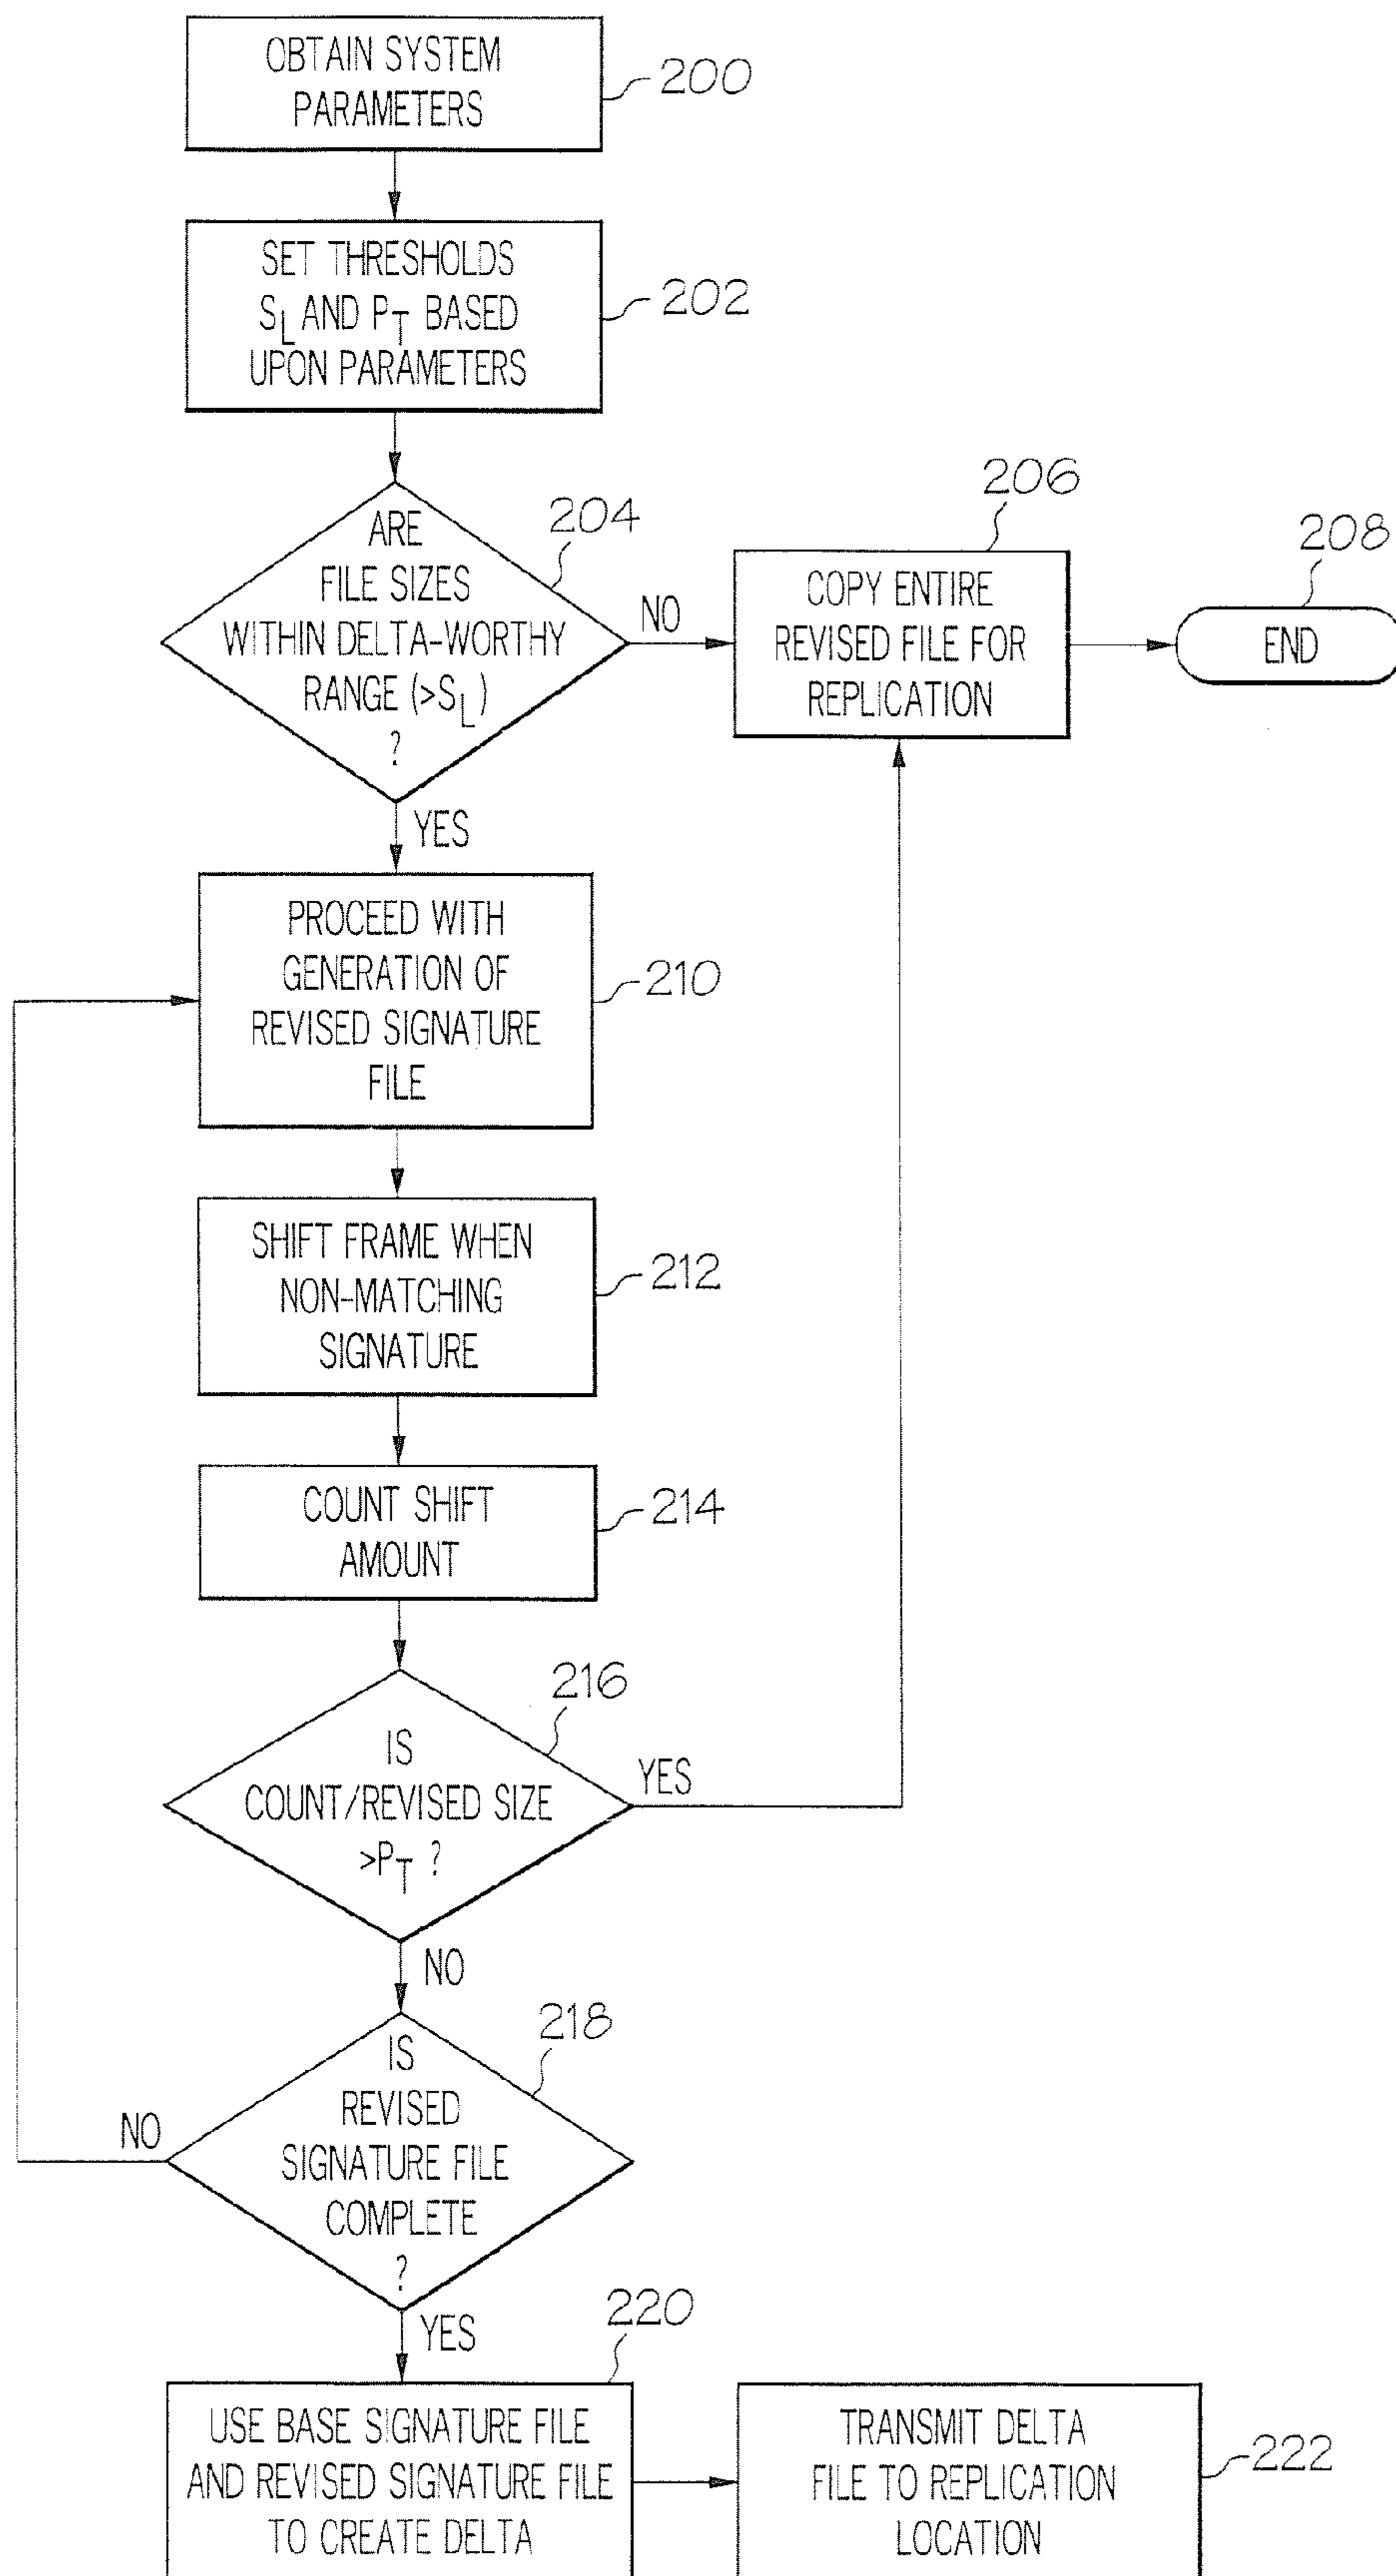 OBTAIN SYSTEM
PARAMETERS
200
SET THRESHOLDS
SL AND PT BASED
UPON PARAMETERS
202
ARE
FILE SIZES
WITHIN DELTA-WORTHY
RANGE (>SL)
?
204
NO
YES
206
COPY ENTIRE
REVISED FILE FOR
REPLICATION
208
END
PROCEED WITH
GENERATION OF
REVISED SIGNATURE
FILE
210
SHIFT FRAME WHEN
NON-MATCHING
SIGNATURE
212
COUNT SHIFT
AMOUNT
214
216
IS
COUNT/REVISED SIZE
>PT ?
YES
NO
218
IS
REVISED
SIGNATURE FILE
COMPLETE
?
NO
YES
220
USE BASE SIGNATURE FILE
AND REVISED SIGNATURE FILE
TO CREATE DELTA
TRANSMIT DELTA
FILE TO REPLICATION
LOCATION
222